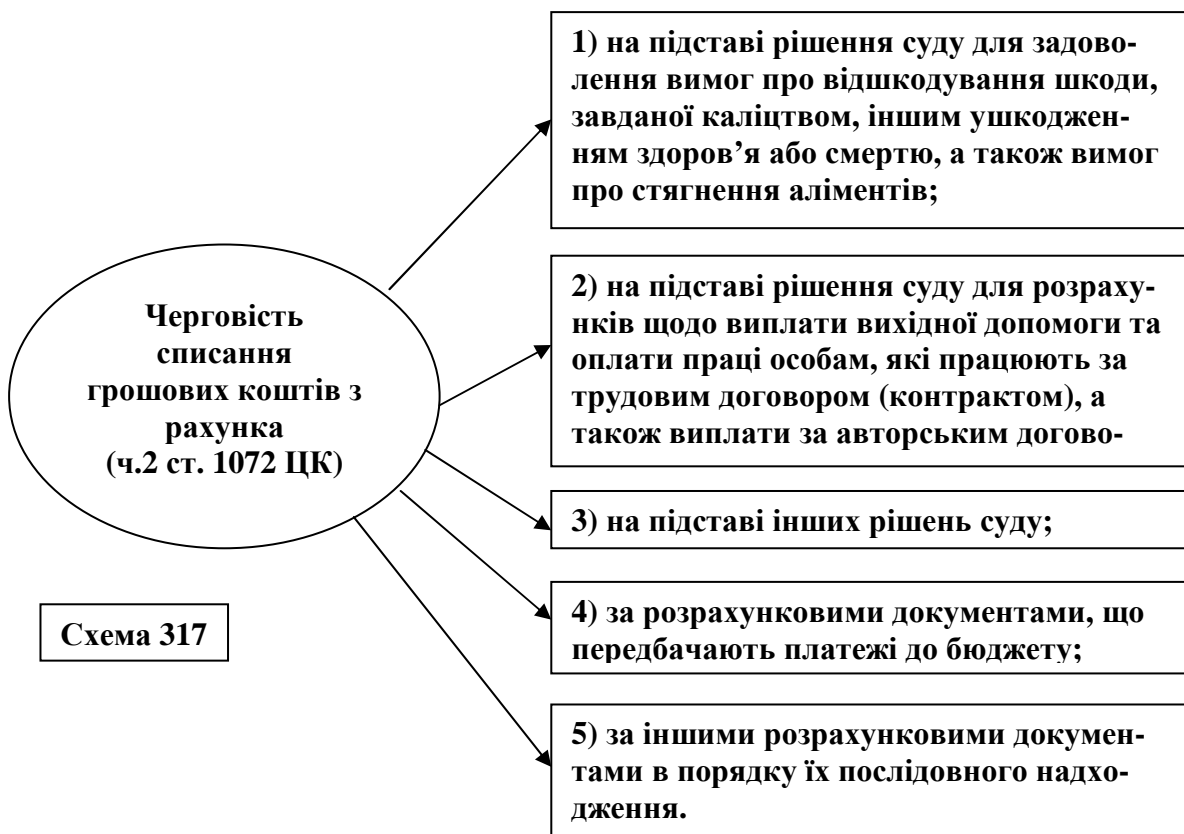 1) на підставі рішення суду для задово-
лення вимог про відшкодування шкоди,
завданої каліцтвом, іншим ушкоджен-
ням здоров’я або смертю, а також вимог
про стягнення аліментів;
Черговість
списання
грошових коштів з
рахунка
(ч.2 ст. 1072 ЦК)
2) на підставі рішення суду для розраху-
нків щодо виплати вихідної допомоги та
оплати праці особам, які працюють за
трудовим договором (контрактом), а
також виплати за авторським догово-
3) на підставі інших рішень суду;
4) за розрахунковими документами, що
передбачають платежі до бюджету;
Схема 317
5) за іншими розрахунковими докумен-
тами в порядку їх послідовного надхо-
дження.